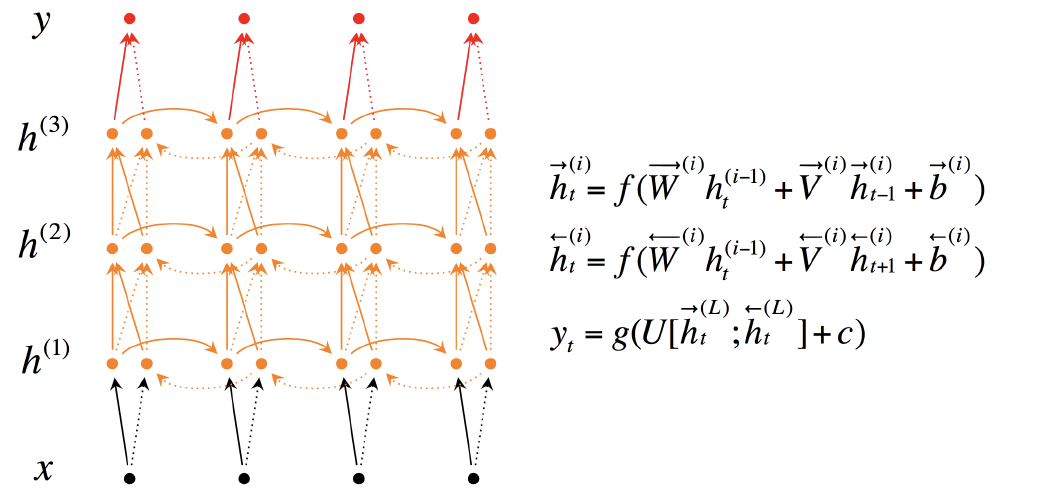 y
h^{(3)}
h^{(2)}
h^{(1)}
x
\overrightarrow{h}_t^{(i)} = f(\overrightarrow{W}^{(i)} h_t^{(i-1)} + \overrightarrow{V}^{(i)} \overrightarrow{h}_{t-1}^{(i)} + \overrightarrow{b}^{(i)})
\overleftarrow{h}_t^{(i)} = f(\overleftarrow{W}^{(i)} h_t^{(i-1)} + \overleftarrow{V}^{(i)} \overleftarrow{h}_{t+1}^{(i)} + \overleftarrow{b}^{(i)})
y_t = g(U[\overrightarrow{h}_t^{(L)}; \overleftarrow{h}_t^{(L)}] + c)